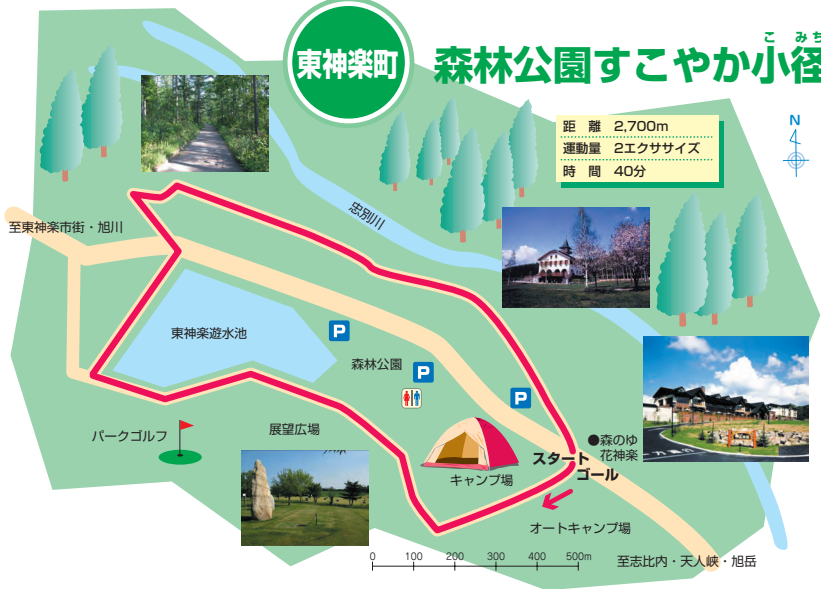 東神楽町
森林公園すこやか小径
こみち
距離 2,700m
運動量 2エクササイズ
時間 40分
N
至東神楽市街・旭川
忠別川
東神楽遊水池
P
森林公園
P
P
パークゴルフ
展望広場
キャンプ場
●森のゆ
花神楽
スタート
ゴール
オートキャンプ場
0 100 200 300 400 500m
至志比内・天人峡・旭岳